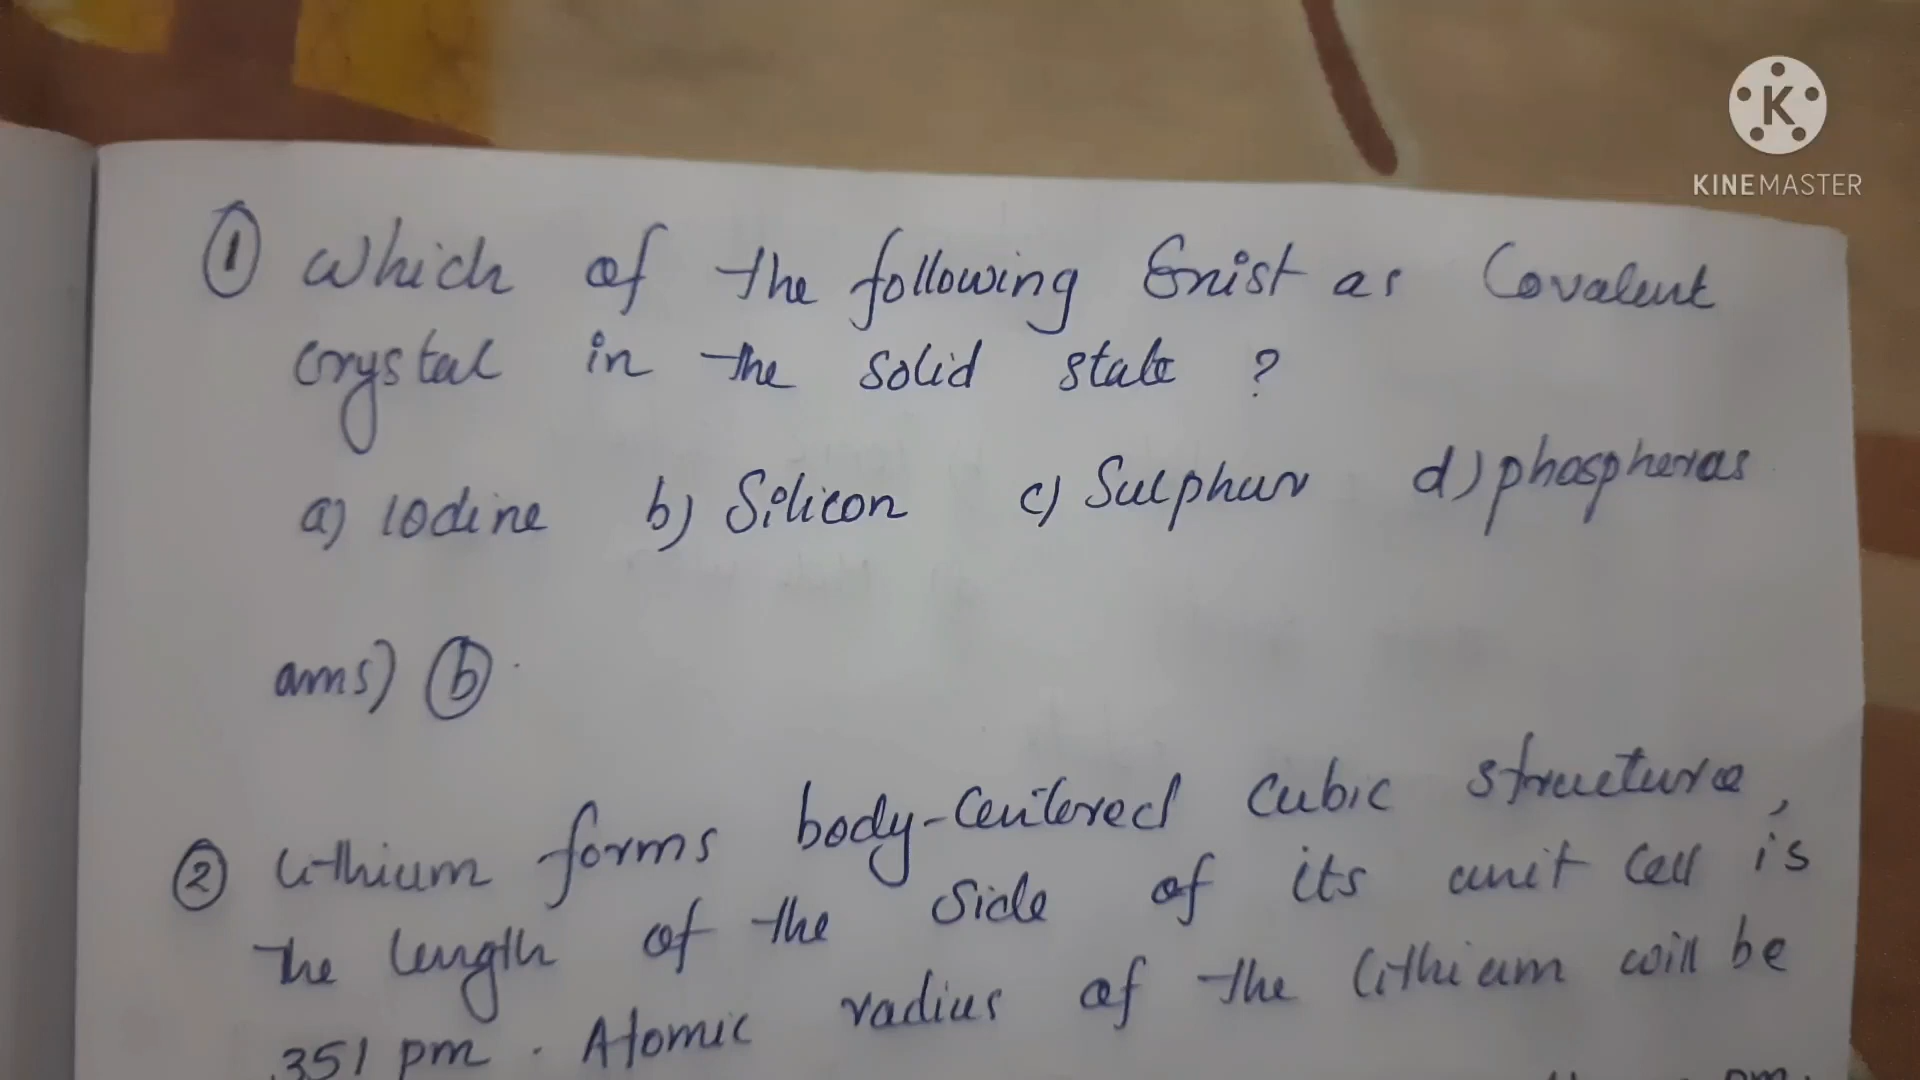 KINEMASTER
① Which of the following Exist as Covalent
crystal in the solid state ?
a) Iodine b) Silicon c) Sulphur d) phosphoras
ans) ⓑ
② Lithium forms body-Centered Cubic structure,
the length of the side of its unit cell is
351 pm. Atomic radius of the lithium will be
pm.